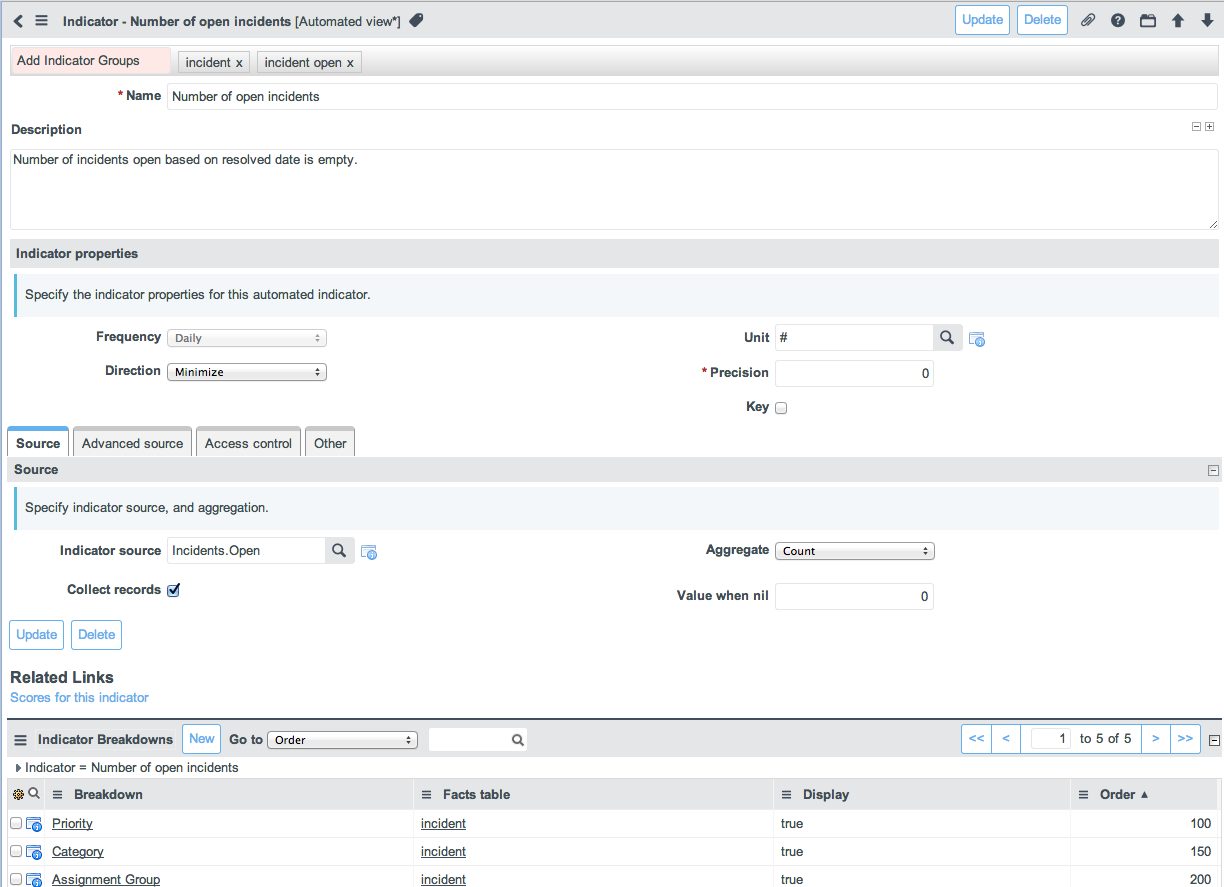 Indicator - Number of open incidents [Automated view*]
Update Delete
Add Indicator Groups incident x incident open x
* Name Number of open incidents
Description
Number of incidents open based on resolved date is empty.
Indicator properties
Specify the indicator properties for this automated indicator.
Frequency Daily Unit #
Direction Minimize * Precision 0
Key
Source Advanced source Access control Other
Source
Specify indicator source, and aggregation.
Indicator source Incidents.Open Aggregate Count
Collect records Value when nil 0
Update Delete
Related Links
Scores for this indicator
Indicator Breakdowns New Go to Order << < 1 to 5 of 5 > >>
Indicator = Number of open incidents
Breakdown Facts table Display Order
Priority incident true 100
Category incident true 150
Assignment Group incident true 200